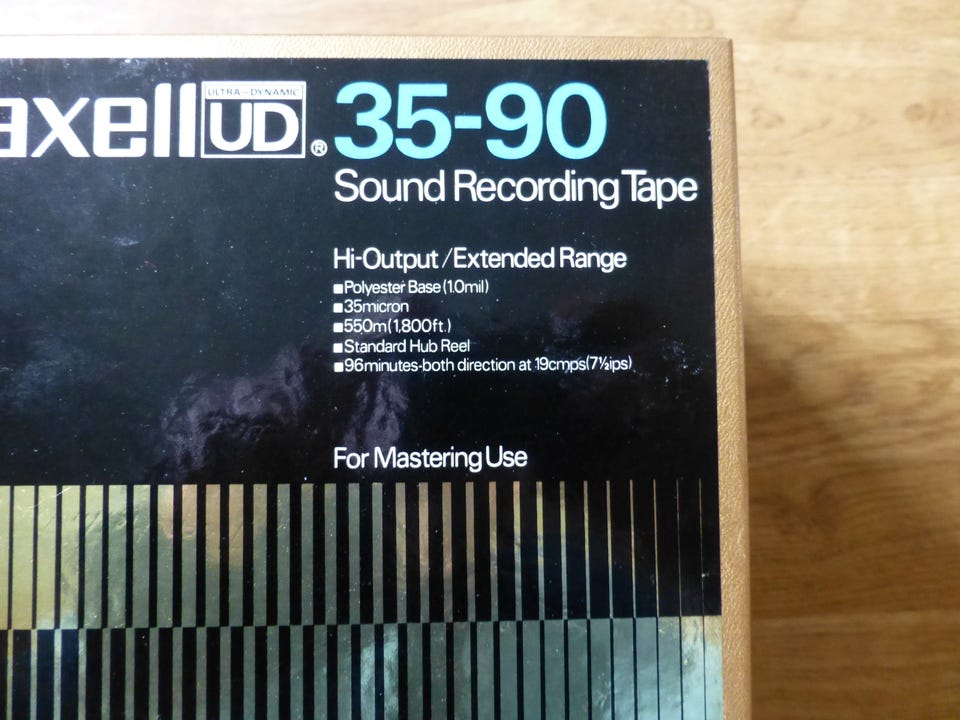 axell ULTRA-DYNAMIC UD® 35-90
Sound Recording Tape
Hi-Output/Extended Range
■Polyester Base(1.0mil)
■35micron
■550m(1,800ft.)
■Standard Hub Reel
■96minutes-both direction at 19cmps(7½ips)
For Mastering Use